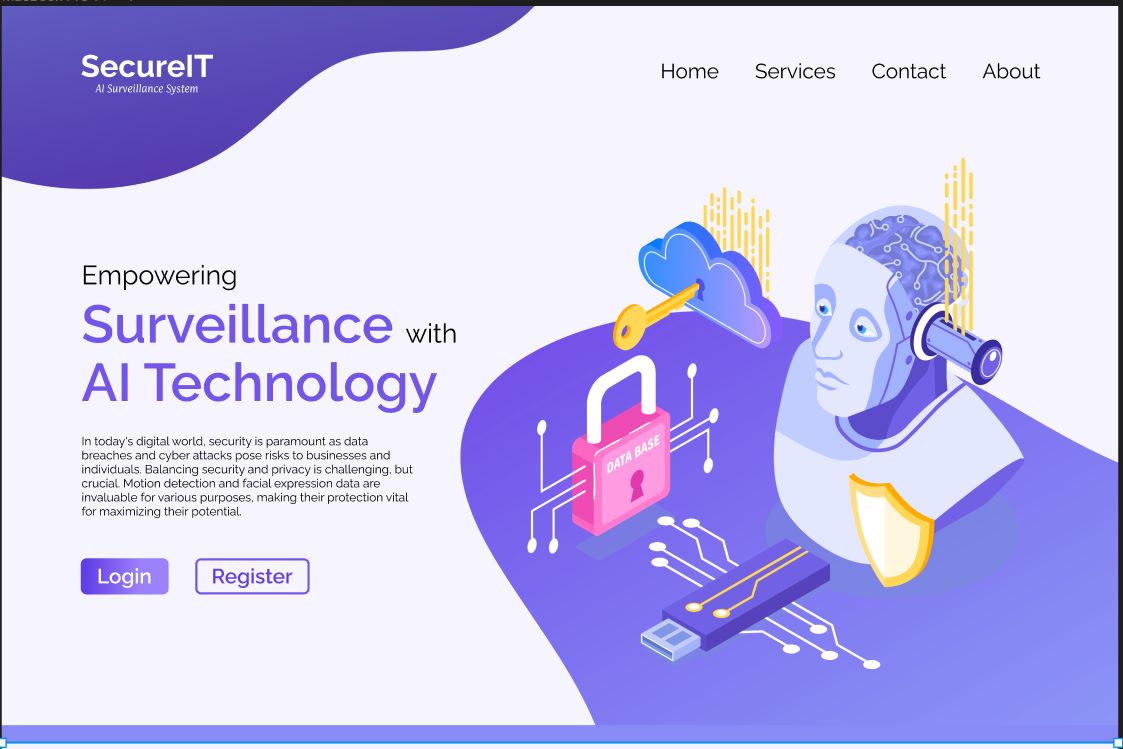 SecureIT
AI Surveillance System
Home Services Contact About
Empowering
Surveillance with
AI Technology
In today's digital world, security is paramount as data
breaches and cyber attacks pose risks to businesses and
individuals. Balancing security and privacy is challenging, but
crucial. Motion detection and facial expression data are
invaluable for various purposes, making their protection vital
for maximizing their potential.
Login Register
DATA BASE